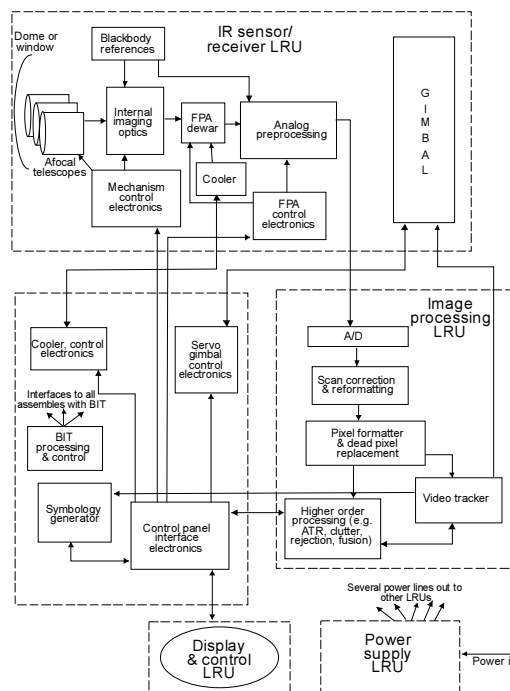 Dome or
window
Blackbody
references
IR sensor/
receiver LRU
Internal
imaging
optics
FPA
dewar
Analog
preprocessing
Afocal
telescopes
Cooler
Mechanism
control
electronics
FPA
control
electronics
G
I
M
B
A
L
Cooler, control
electronics
Servo
gimbal
control
electronics
Interfaces to all
assembles with BIT
BIT
processing
& control
Symbology
generator
Control panel
interface
electronics
Image
processing
LRU
A/D
Scan correction
& reformatting
Pixel formatter
& dead pixel
replacement
Video tracker
Higher order
processing (e.g.
ATR, clutter,
rejection, fusion)
Display
& control
LRU
Several power lines out to
other LRUs
Power
supply
LRU
Power i